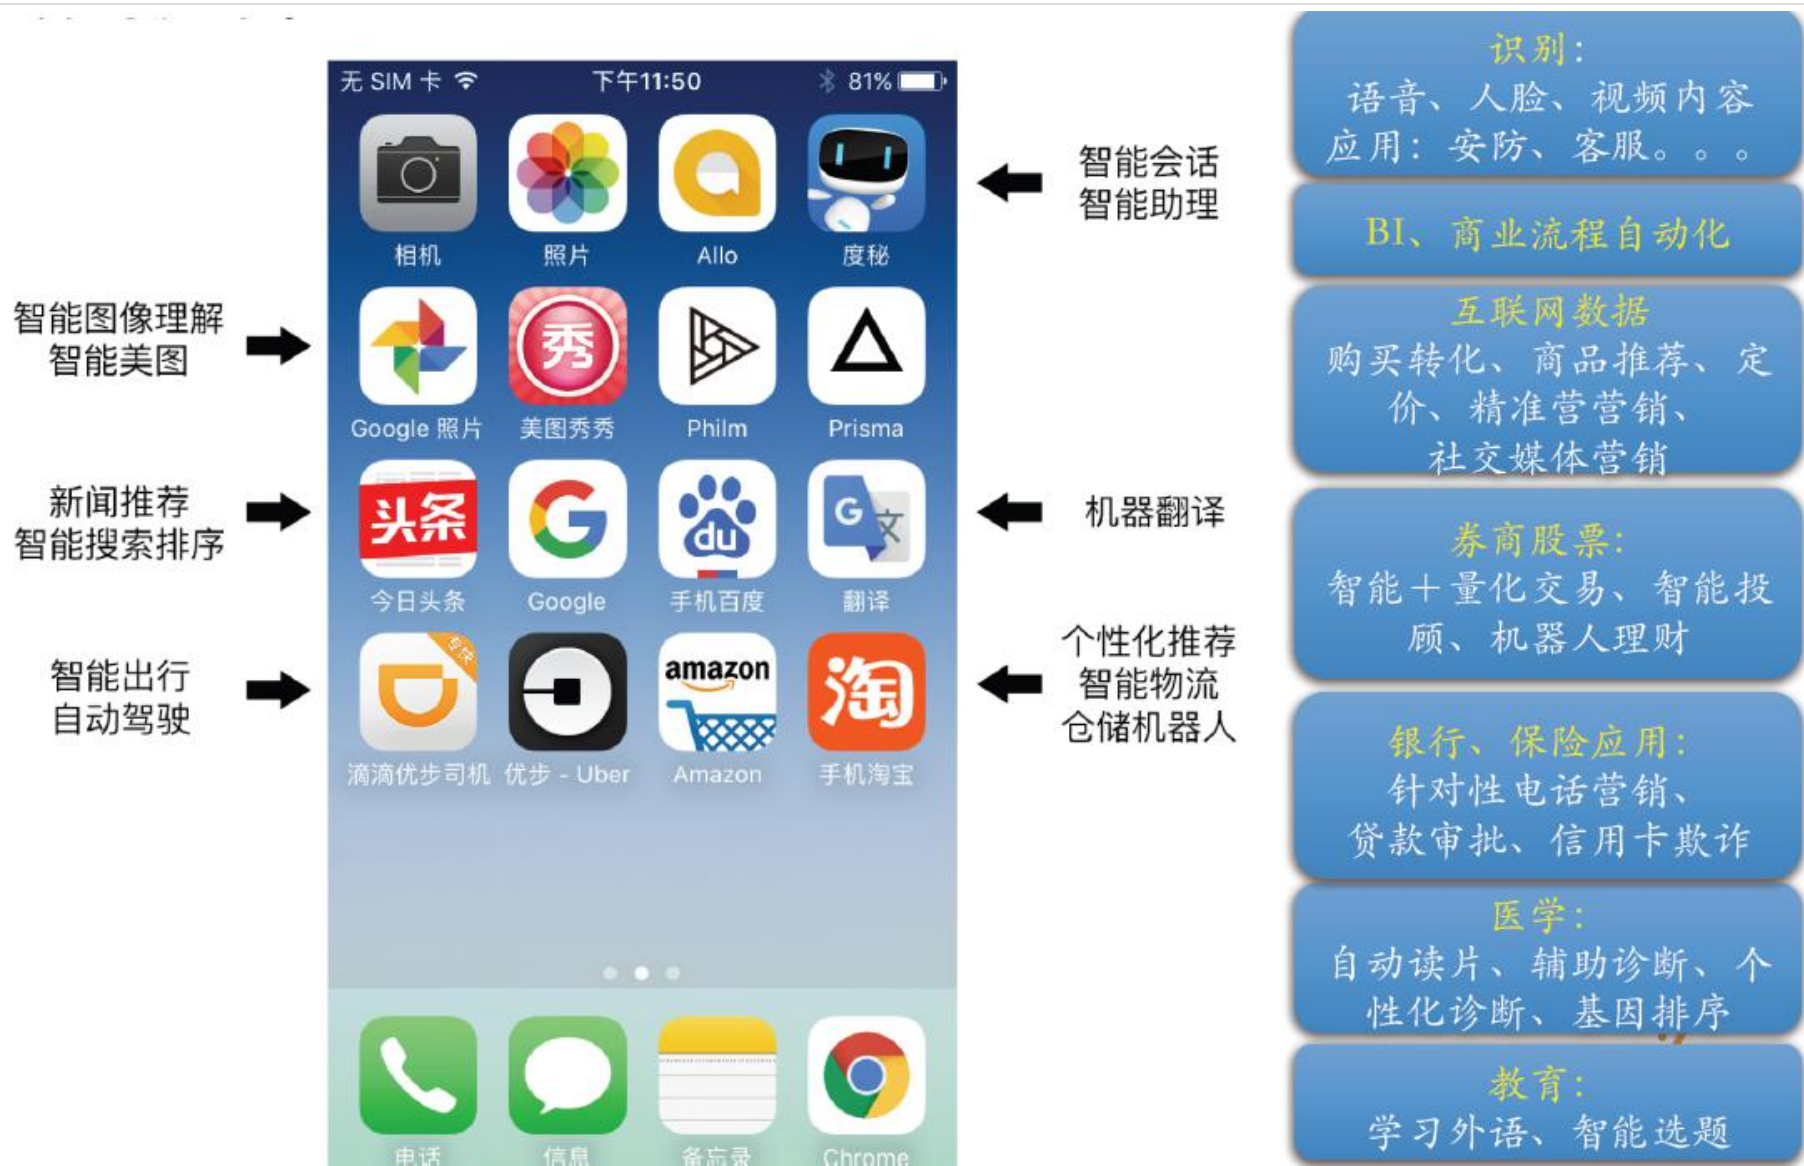 无 SIM 卡
下午11:50
81%
相机
照片
Allo
度秘
智能会话
智能助理
智能图像理解
智能美图
秀
Google 照片
美图秀秀
Philm
Prisma
新闻推荐
智能搜索排序
头条
G
du
G
文
今日头条
Google
手机百度
翻译
机器翻译
智能出行
自动驾驶
专快
amazon
淘
滴滴优步司机
优步 - Uber
Amazon
手机淘宝
个性化推荐
智能物流
仓储机器人
电话
信息
备忘录
Chrome
识别:
语音、人脸、视频内容
应用: 安防、客服。。。
BI、商业流程自动化
互联网数据
购买转化、商品推荐、定
价、精准营营销、
社交媒体营销
券商股票:
智能+量化交易、智能投
顾、机器人理财
银行、保险应用:
针对性电话营销、
贷款审批、信用卡欺诈
医学:
自动读片、辅助诊断、个
性化诊断、基因排序
教育:
学习外语、智能选题